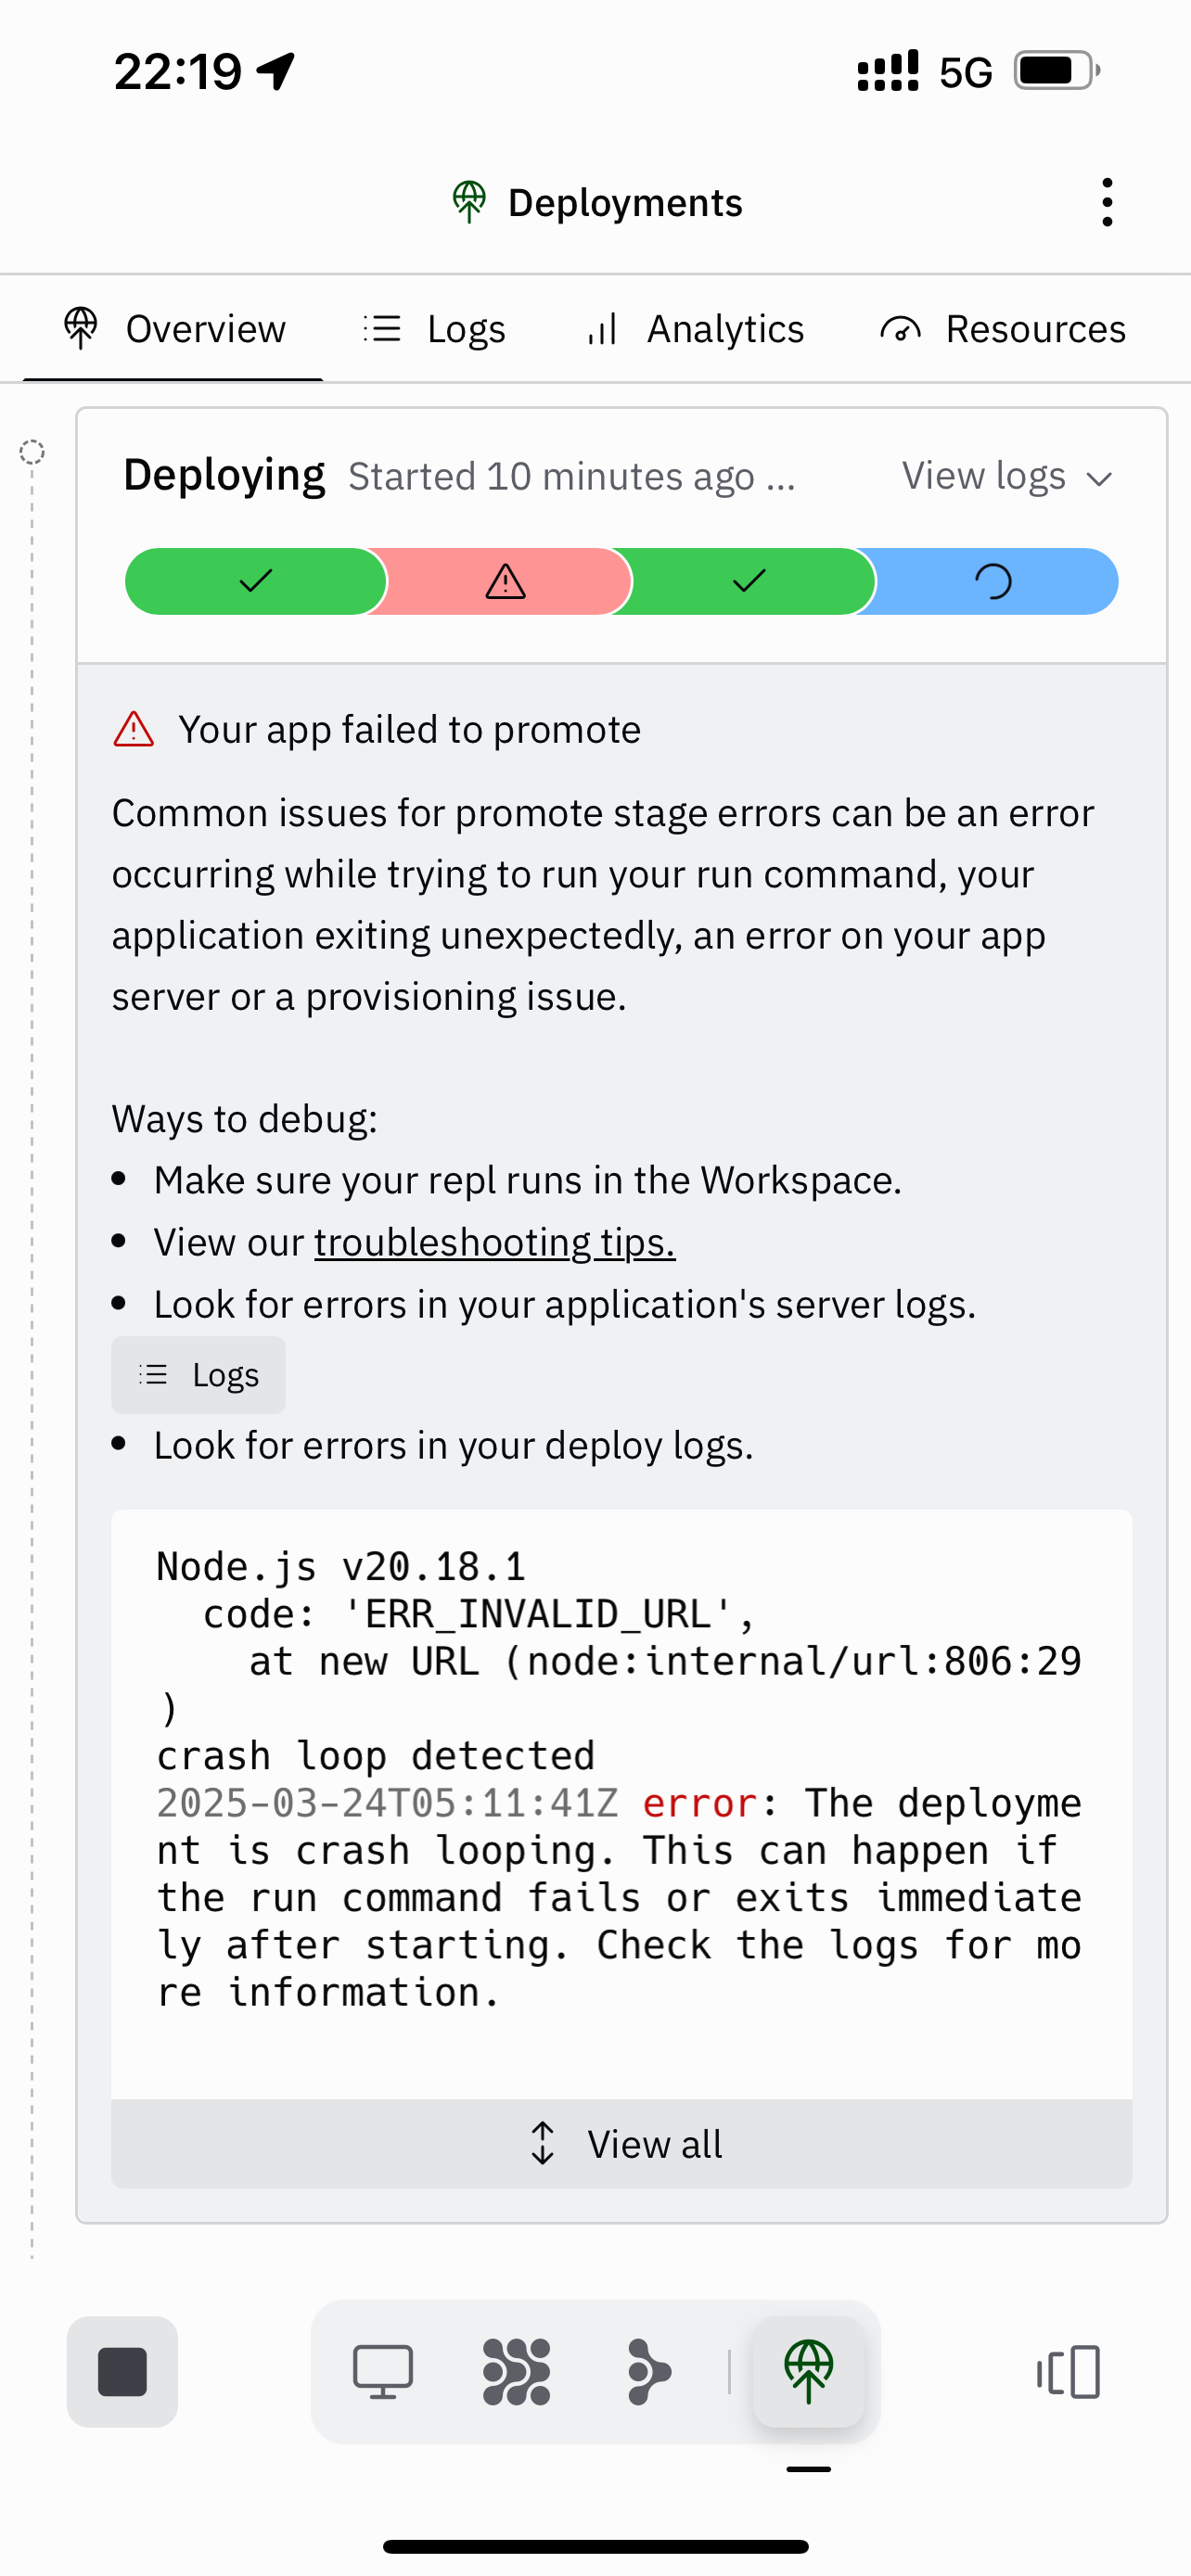 22:19
5G
Deployments
Overview
Logs
Analytics
Resources
Deploying Started 10 minutes ago ... View logs
Your app failed to promote
Common issues for promote stage errors can be an error
occurring while trying to run your run command, your
application exiting unexpectedly, an error on your app
server or a provisioning issue.
Ways to debug:
• Make sure your repl runs in the Workspace.
• View our troubleshooting tips.
• Look for errors in your application's server logs.
Logs
• Look for errors in your deploy logs.
Node.js v20.18.1
code: 'ERR_INVALID_URL',
at new URL (node:internal/url:806:29
)
crash loop detected
2025-03-24T05:11:41Z error: The deployme
nt is crash looping. This can happen if
the run command fails or exits immediate
ly after starting. Check the logs for mo
re information.
View all